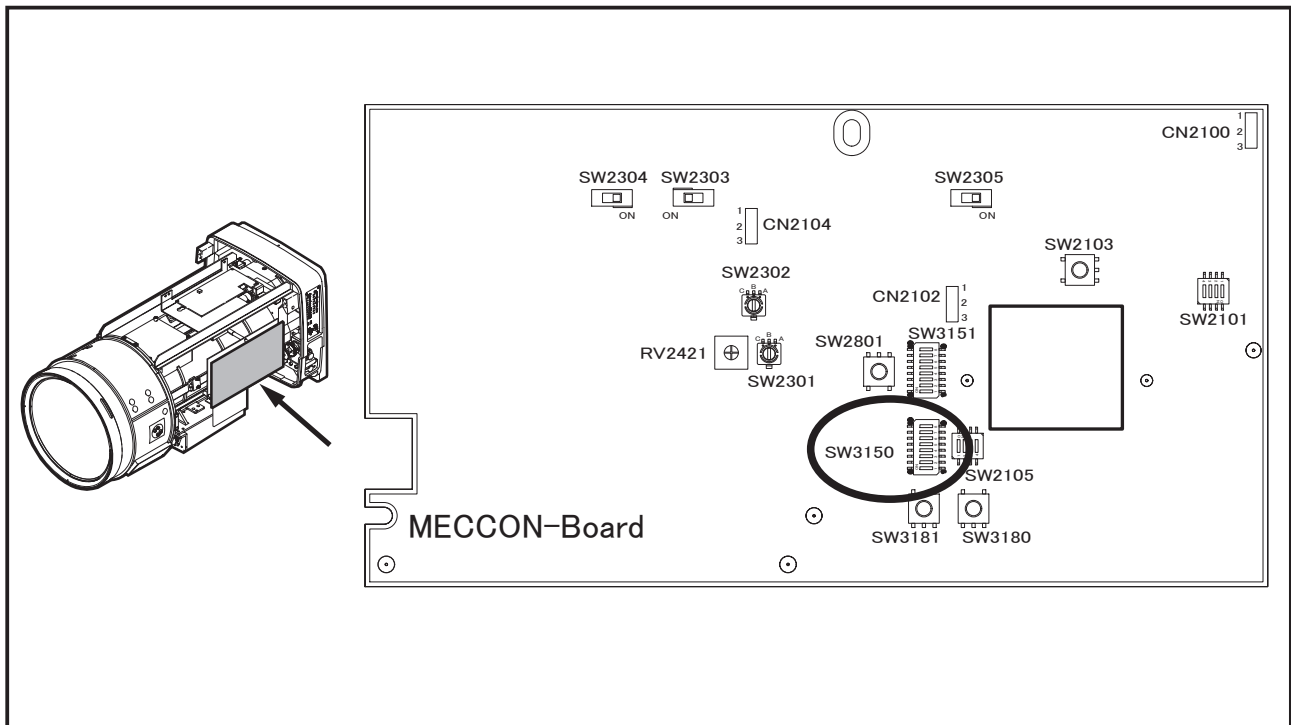 CN2100
1
2
3
SW2304
SW2303
SW2305
ON
ON
ON
1
2
3
CN2104
SW2103
SW2302
C B A
CN2102
1
2
3
SW2101
SW3151
SW2801
RV2421
C B A
SW2301
SW3150
SW2105
MECCON-Board
SW3181
SW3180